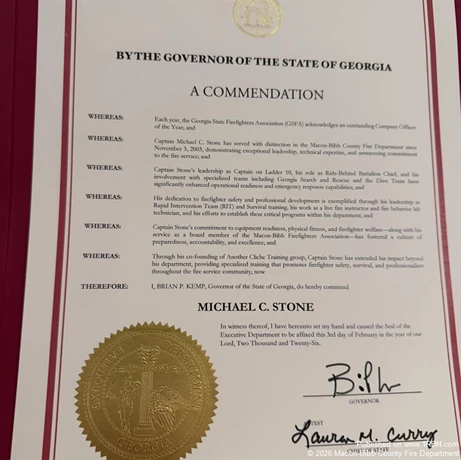 BY THE GOVERNOR OF THE STATE OF GEORGIA
A COMMENDATION
WHEREAS: Each year, the Georgia State Firefighters Association (GSFA) acknowledges an outstanding Company Officer
of the Year; and
WHEREAS: Captain Michael C. Stone has served with distinction in the Macon-Bibb County Fire Department since
November 3, 2003, demonstrating exceptional leadership, technical expertise, and unwavering commitment
to the fire service; and
WHEREAS: Captain Stone's leadership as Captain on Ladder 10, his role as Ride-Behind Battalion Chief, and his
involvement with specialized teams including Georgia Search and Rescue and the Dive Team have
significantly enhanced operational readiness and emergency response capabilities; and
WHEREAS: His dedication to firefighter safety and professional development is exemplified through his leadership in
Rapid Intervention Team (RIT) and Survival training, his work as a live fire instructor and fire behavior lab
technician, and his efforts to establish these critical programs within his department, and
WHEREAS: Captain Stone's commitment to equipment readiness, physical fitness, and firefighter welfare—along with his
service as a board member of the Macon-Bibb Firefighters Association—has fostered a culture of
preparedness, accountability, and excellence; and
WHEREAS: Through his co-founding of Another Cliche Training group, Captain Stone has extended his impact beyond
his department, providing specialized training that promotes firefighter safety, survival, and professionalism
throughout the fire service community; now
THEREFORE: I, BRIAN P. KEMP, Governor of the State of Georgia, do hereby commend
MICHAEL C. STONE
In witness thereof, I have hereunto set my hand and caused the Seal of the
Executive Department to be affixed this 3rd day of February in the year of our
Lord, Two Thousand and Twenty-Six.
GOVERNOR
Lauren M. Curry
GEORGIA
© 2026 Macon-Bibb County Fire Department